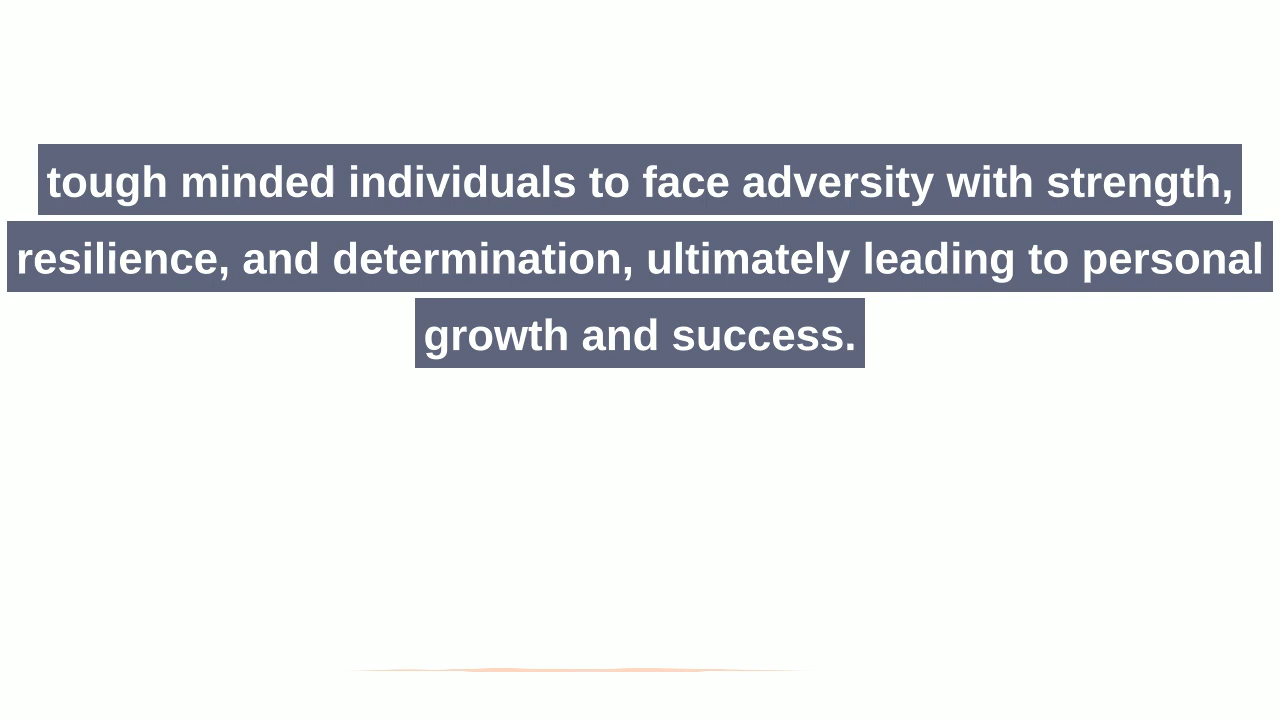 tough minded individuals to face adversity with strength,
resilience, and determination, ultimately leading to personal
growth and success.